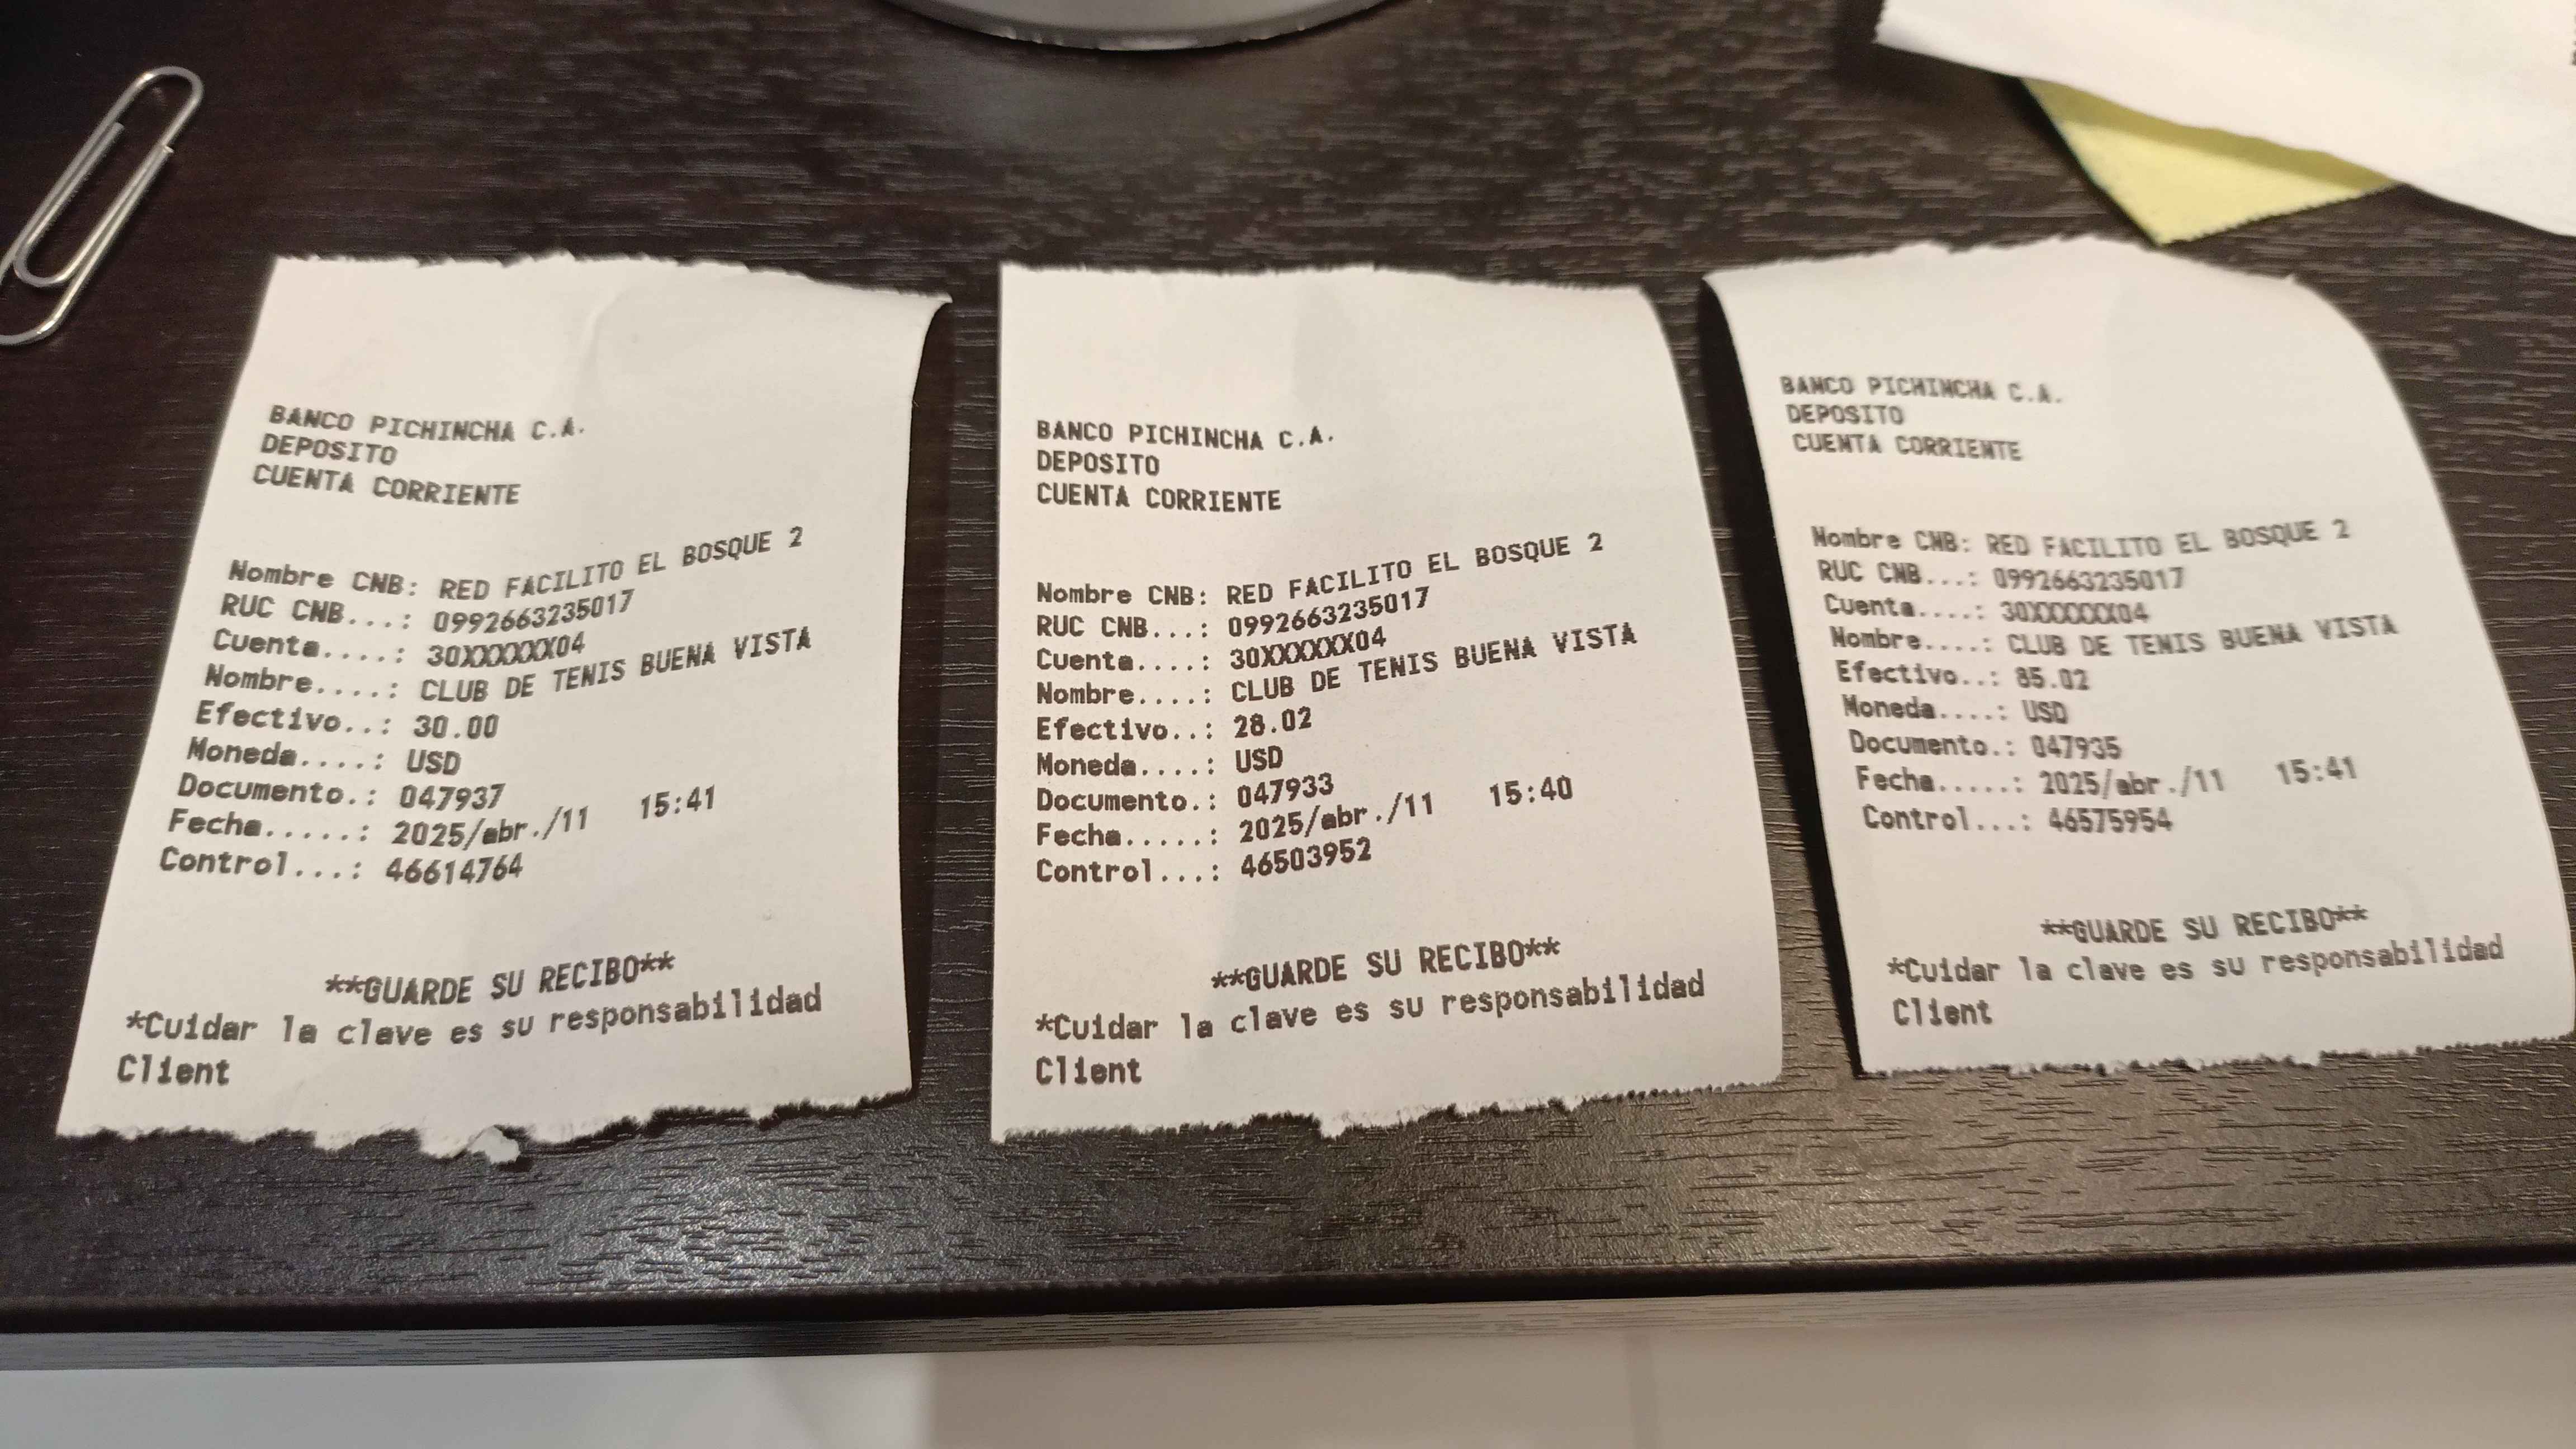 BANCO PICHINCHA C.A.
DEPOSITO
CUENTA CORRIENTE
Nombre CNB: RED FACILITO EL BOSQUE 2
RUC CNB...: 0992663235017
Cuenta....: 30XXXXXX04
Nombre....: CLUB DE TENIS BUENA VISTA
Efectivo..: 30.00
Moneda....: USD
Documento.: 047937
Fecha.....: 2025/abr./11 15:41
Control...: 46614764
**GUARDE SU RECIBO**
*Cuidar la clave es su responsabilidad
Client
BANCO PICHINCHA C.A.
DEPOSITO
CUENTA CORRIENTE
Nombre CNB: RED FACILITO EL BOSQUE 2
RUC CNB...: 0992663235017
Cuenta....: 30XXXXXX04
Nombre....: CLUB DE TENIS BUENA VISTA
Efectivo..: 28.02
Moneda....: USD
Documento.: 047933
Fecha.....: 2025/abr./11 15:40
Control...: 46503952
**GUARDE SU RECIBO**
*Cuidar la clave es su responsabilidad
Client
BANCO PICHINCHA C.A.
DEPOSITO
CUENTA CORRIENTE
Nombre CNB: RED FACILITO EL BOSQUE 2
RUC CNB...: 0992663235017
Cuenta....: 30XXXXXX04
Nombre....: CLUB DE TENIS BUENA VISTA
Efectivo..: 85.02
Moneda....: USD
Documento.: 047935
Fecha.....: 2025/abr./11 15:41
Control...: 46575954
**GUARDE SU RECIBO**
*Cuidar la clave es su responsabilidad
Client